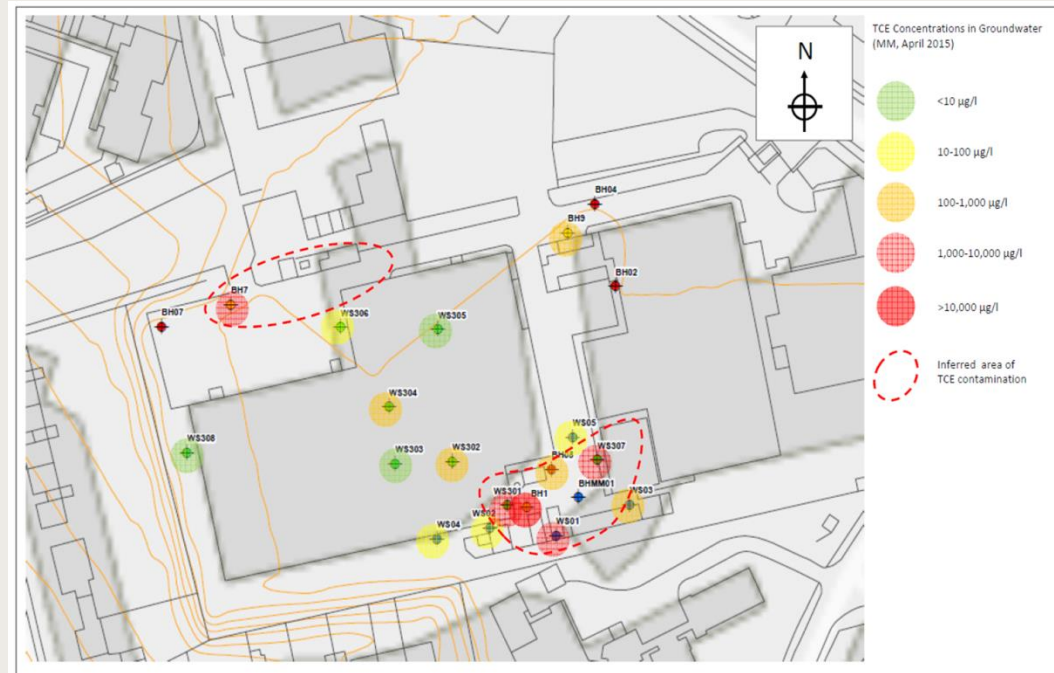 TCE Concentrations in Groundwater
(MM, April 2015)
N
<10 µg/l
10-100 µg/l
100-1,000 µg/l
1,000-10,000 µg/l
>10,000 µg/l
Inferred area of
TCE contamination
BH04
BH9
BH02
BH7
BH07
WS306
WS305
WS304
WS308
WS303
WS302
WS05
WS307
WS301
BH1
BHMM01
WS03
WS04
WS01